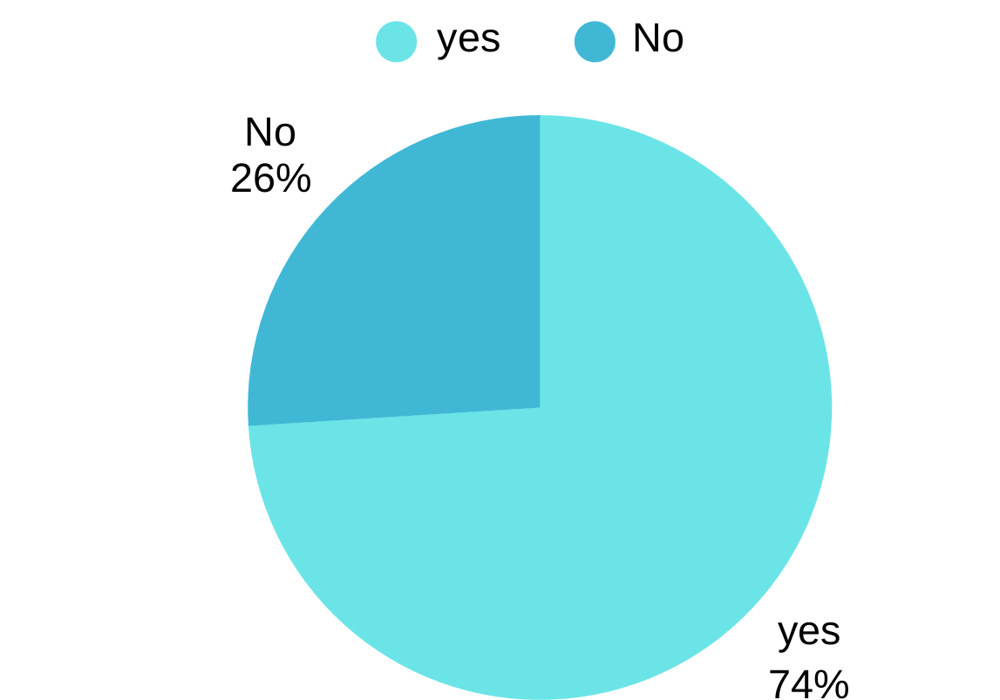 yes No
No
26%
yes
74%